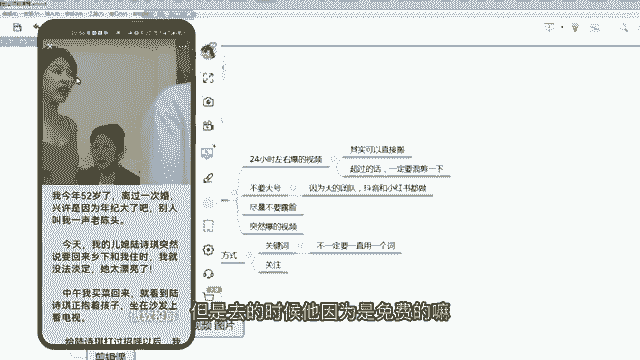 我今年52岁了，离过一次婚，
兴许是因为年纪大了吧，别人
叫我一声老陈头。
今天，我的儿媳陆诗琪突然
说要回来乡下和我住时，我就
没法淡定，她太漂亮了！
中午我买菜回来，就看到陆
诗琪正抱着孩子，坐在沙发上
看电视。
24小时左右爆的视频
其实可以直接搬
超过的话，一定要混剪一下
不要大号
因为大的团队，抖音和小红书都做
尽量不要露脸
突然爆的视频
方式
关键词
不一定要一直用一个词
关注
但是去的时候他因为是免费的嘛
视频 图片
剪辑懂